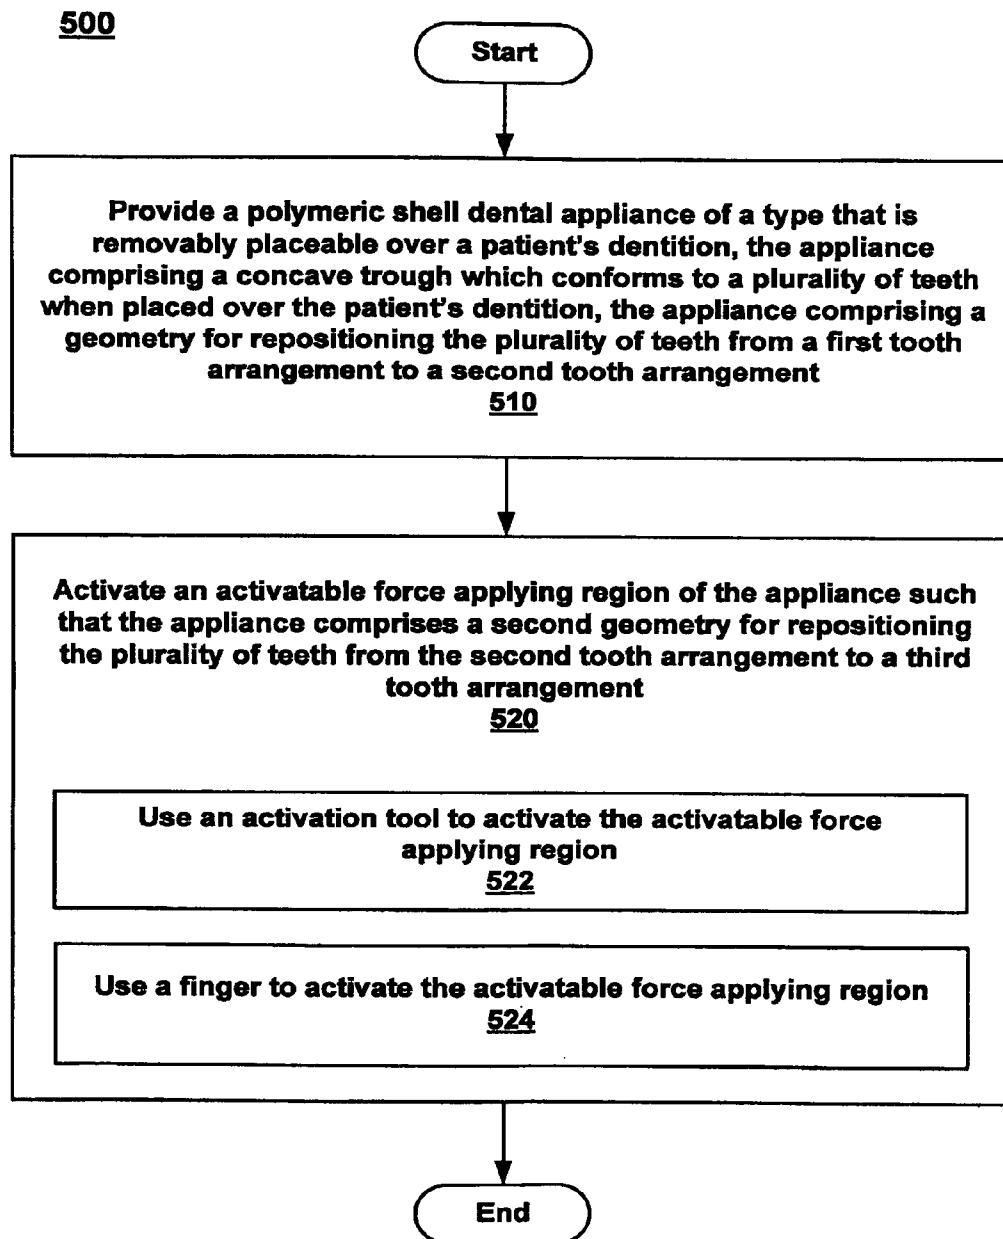 500
Start
Provide a polymeric shell dental appliance of a type that is
removably placeable over a patient's dentition, the appliance
comprising a concave trough which conforms to a plurality of teeth
when placed over the patient's dentition, the appliance comprising a
geometry for repositioning the plurality of teeth from a first tooth
arrangement to a second tooth arrangement
510
Activate an activatable force applying region of the appliance such
that the appliance comprises a second geometry for repositioning
the plurality of teeth from the second tooth arrangement to a third
tooth arrangement
520
Use an activation tool to activate the activatable force
applying region
522
Use a finger to activate the activatable force applying region
524
End